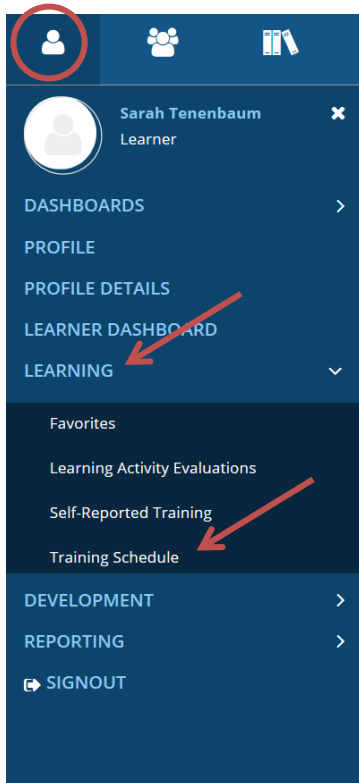 Sarah Tenenbaum
Learner
DASHBOARDS
PROFILE
PROFILE DETAILS
LEARNER DASHBOARD
LEARNING
Favorites
Learning Activity Evaluations
Self-Reported Training
Training Schedule
DEVELOPMENT
REPORTING
SIGNOUT